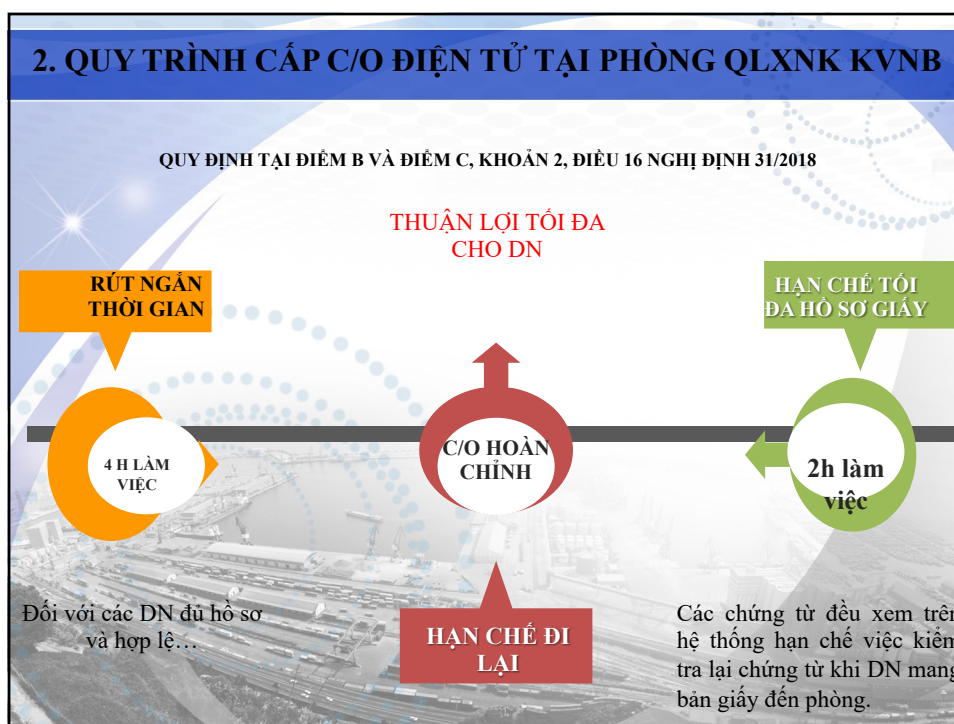 2. QUY TRÌNH CẤP C/O ĐIỆN TỬ TẠI PHÒNG QLXNK KVNB
QUY ĐỊNH TẠI ĐIỂM B VÀ ĐIỂM C, KHOẢN 2, ĐIỀU 16 NGHỊ ĐỊNH 31/2018
THUẬN LỢI TỐI ĐA
CHO DN
RÚT NGẮN
THỜI GIAN
HẠN CHẾ TỐI
ĐA HỒ SƠ GIẤY
4 H LÀM
VIỆC
C/O HOÀN
CHỈNH
2h làm
việc
Đối với các DN đủ hồ sơ
và hợp lệ…
HẠN CHẾ ĐI
LẠI
Các chứng từ đều xem trên
hệ thống hạn chế việc kiểm
tra lại chứng từ khi DN mang
bản giấy đến phòng.